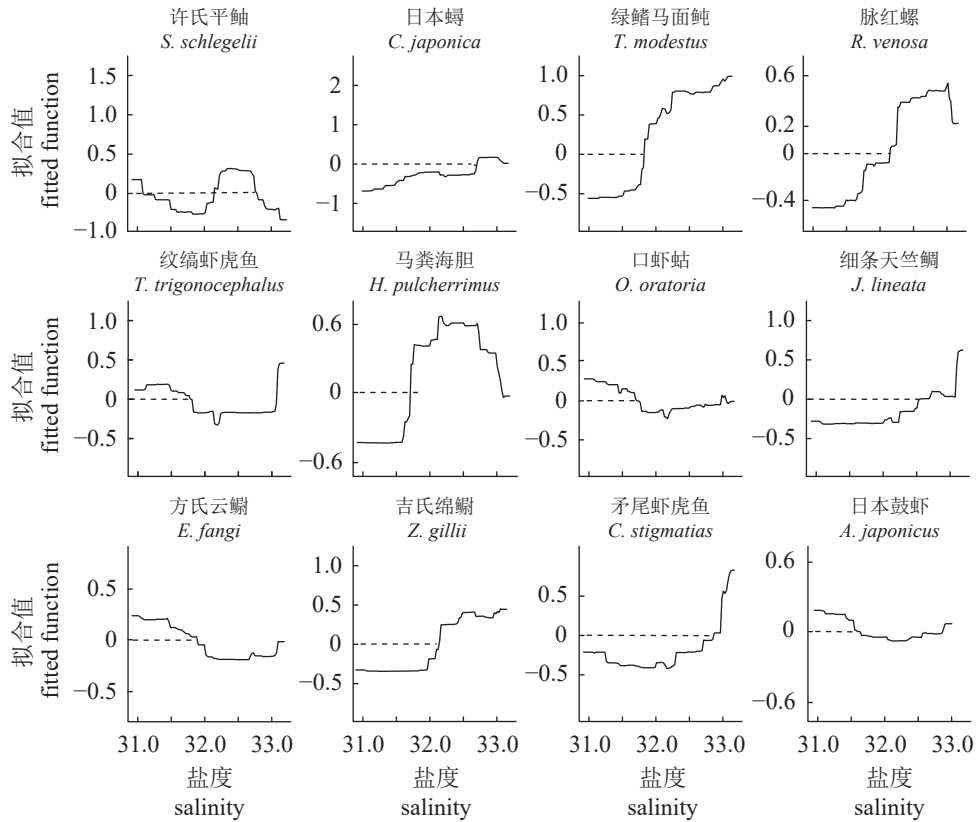 许氏平鲉
S. schlegelii
日本蟳
C. japonica
绿鳍马面鲀
T. modestus
脉红螺
R. venosa
拟合值
fitted function
1.5
1.0
0.5
0
−1.0
2
1
0
−1
1.0
0.5
0
−0.5
0.6
0.2
0
−0.4
纹缟虾虎鱼
T. trigonocephalus
马粪海胆
H. pulcherrimus
口虾蛄
O. oratoria
细条天竺鲷
J. lineata
拟合值
fitted function
1.0
0.5
0
−0.5
0.6
0
−0.6
1.0
0.5
0
−0.5
1.0
0.5
0
−0.5
方氏云鳚
E. fangi
吉氏绵鳚
Z. gillii
矛尾虾虎鱼
C. stigmatias
日本鼓虾
A. japonicus
拟合值
fitted function
0.5
0
−0.5
1.0
0.5
0
−0.5
0.5
0
−0.5
0.6
0
−0.6
31.0 32.0 33.0
31.0 32.0 33.0
31.0 32.0 33.0
31.0 32.0 33.0
盐度
salinity
盐度
salinity
盐度
salinity
盐度
salinity